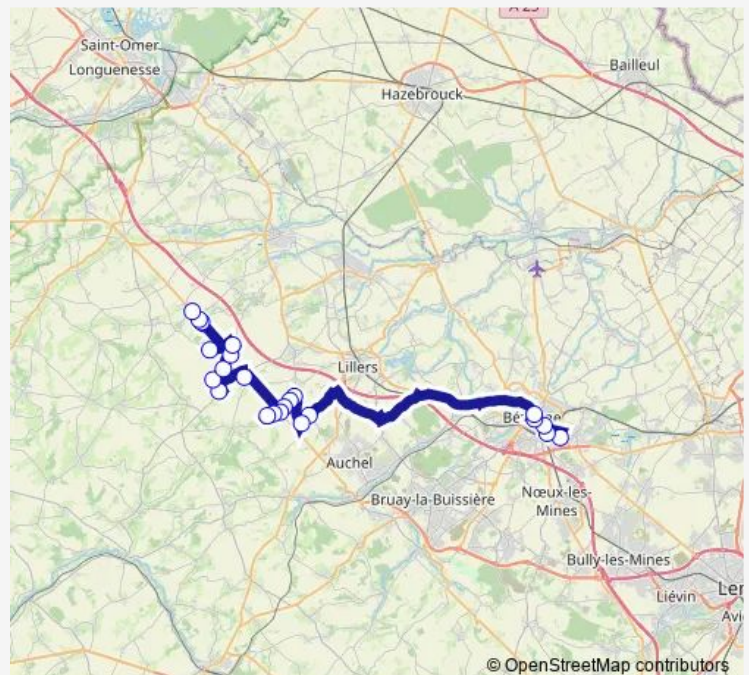 A 25
Saint-Omer
Longuenesse
Bailleul
Hazebrouck
Lillers
Auchel
Nœux-les-
Mines
Bruay-la-Buissière
Bully-les-Mines
Liévin
© OpenStreetMap contributors